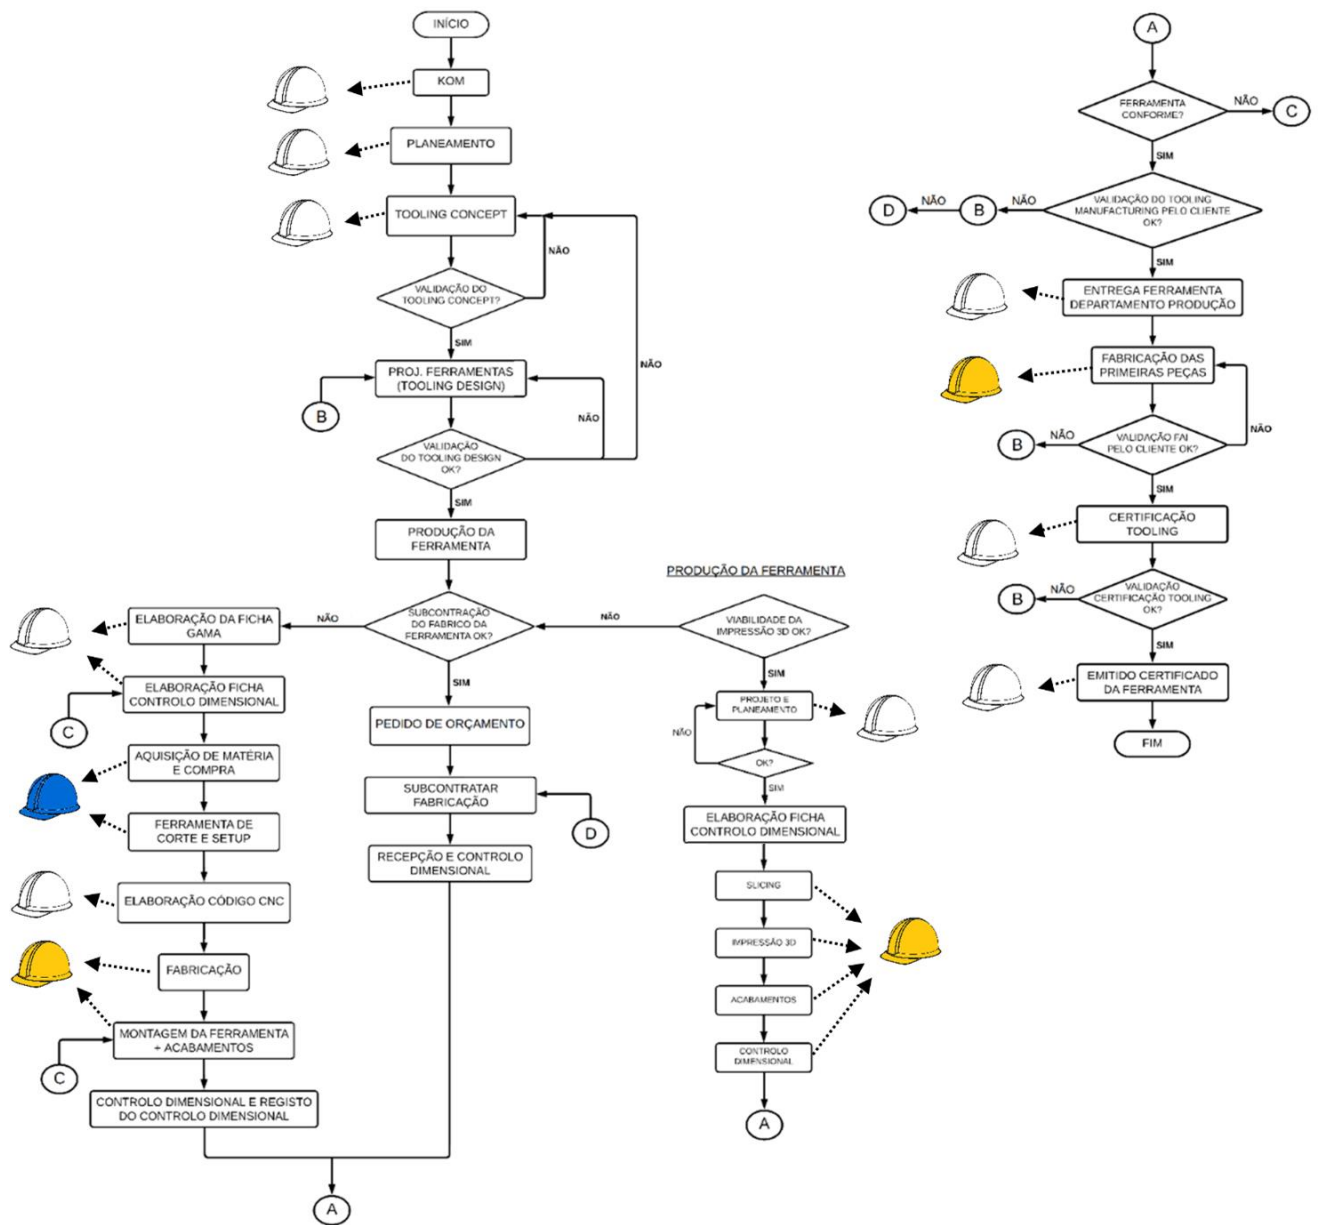 INÍCIO
KOM
PLANEAMENTO
TOOLING CONCEPT
NÃO
VALIDAÇÃO DO
TOOLING CONCEPT?
SIM
NÃO
PROJ. FERRAMENTAS
(TOOLING DESIGN)
B
NÃO
VALIDAÇÃO
DO TOOLING DESIGN
OK?
SIM
PRODUÇÃO DA
FERRAMENTA
SUBCONTRAÇÃO
DO FABRICO DA
FERRAMENTA OK?
NÃO
SIM
ELABORAÇÃO DA FICHA
GAMA
ELABORAÇÃO FICHA
CONTROLO DIMENSIONAL
C
AQUISIÇÃO DE MATÉRIA
E COMPRA
FERRAMENTA DE
CORTE E SETUP
ELABORAÇÃO CÓDIGO CNC
FABRICAÇÃO
MONTAGEM DA FERRAMENTA
+ ACABAMENTOS
C
CONTROLO DIMENSIONAL E REGISTO
DO CONTROLO DIMENSIONAL
PEDIDO DE ORÇAMENTO
SUBCONTRATAR
FABRICAÇÃO
D
RECEPÇÃO E CONTROLO
DIMENSIONAL
A
PRODUÇÃO DA FERRAMENTA
NÃO
VIABILIDADE DA
IMPRESSÃO 3D OK?
SIM
PROJETO E
PLANEAMENTO
NÃO
OK?
SIM
ELABORAÇÃO FICHA
CONTROLO DIMENSIONAL
SLICING
IMPRESSÃO 3D
ACABAMENTOS
CONTROLO
DIMENSIONAL
A
A
FERRAMENTA
CONFORME?
NÃO
C
SIM
VALIDAÇÃO DO TOOLING
MANUFACTURING PELO CLIENTE
OK?
NÃO
B
NÃO
D
SIM
ENTREGA FERRAMENTA
DEPARTAMENTO PRODUÇÃO
FABRICAÇÃO DAS
PRIMEIRAS PEÇAS
NÃO
VALIDAÇÃO FAI
PELO CLIENTE OK?
NÃO
B
SIM
CERTIFICAÇÃO
TOOLING
VALIDAÇÃO
CERTIFICAÇÃO TOOLING
OK?
NÃO
B
SIM
EMITIDO CERTIFICADO
DA FERRAMENTA
FIM